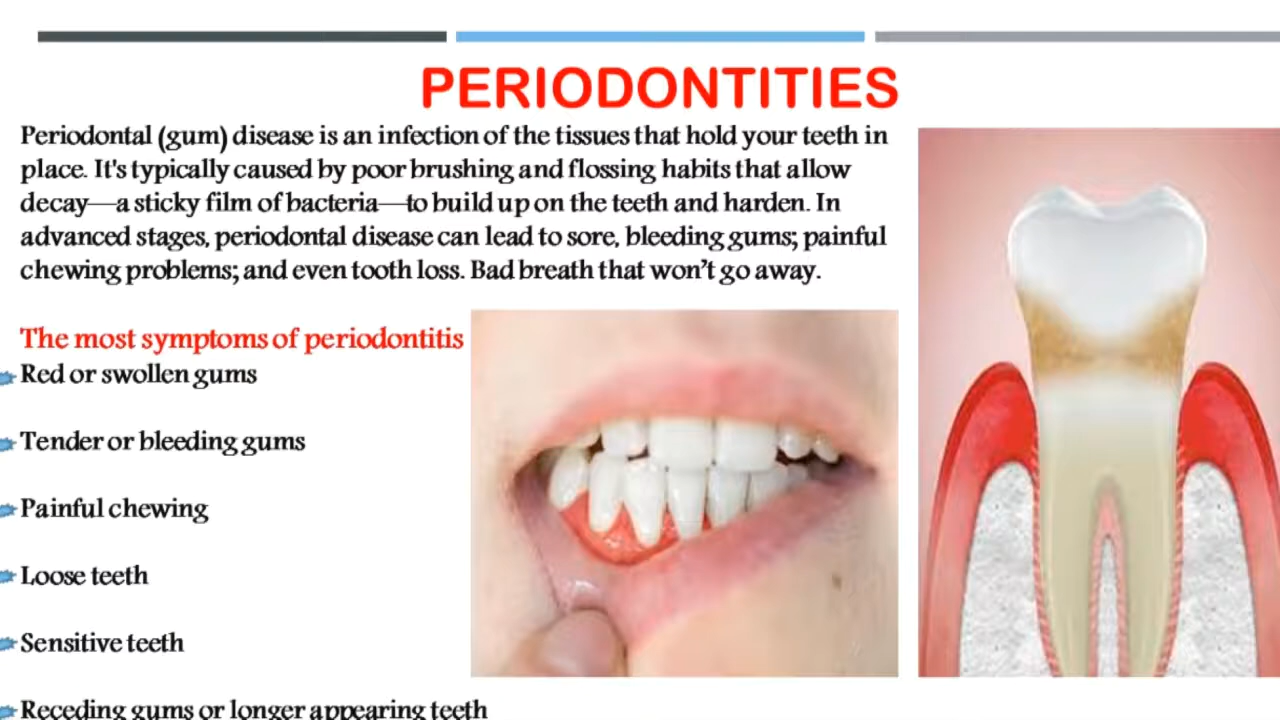 PERIODONTITIES
Periodontal (gum) disease is an infection of the tissues that hold your teeth in
place. It's typically caused by poor brushing and flossing habits that allow
decay—a sticky film of bacteria—to build up on the teeth and harden. In
advanced stages, periodontal disease can lead to sore, bleeding gums; painful
chewing problems; and even tooth loss. Bad breath that won’t go away.
The most symptoms of periodontitis
Red or swollen gums
Tender or bleeding gums
Painful chewing
Loose teeth
Sensitive teeth
Receding gums or longer appearing teeth